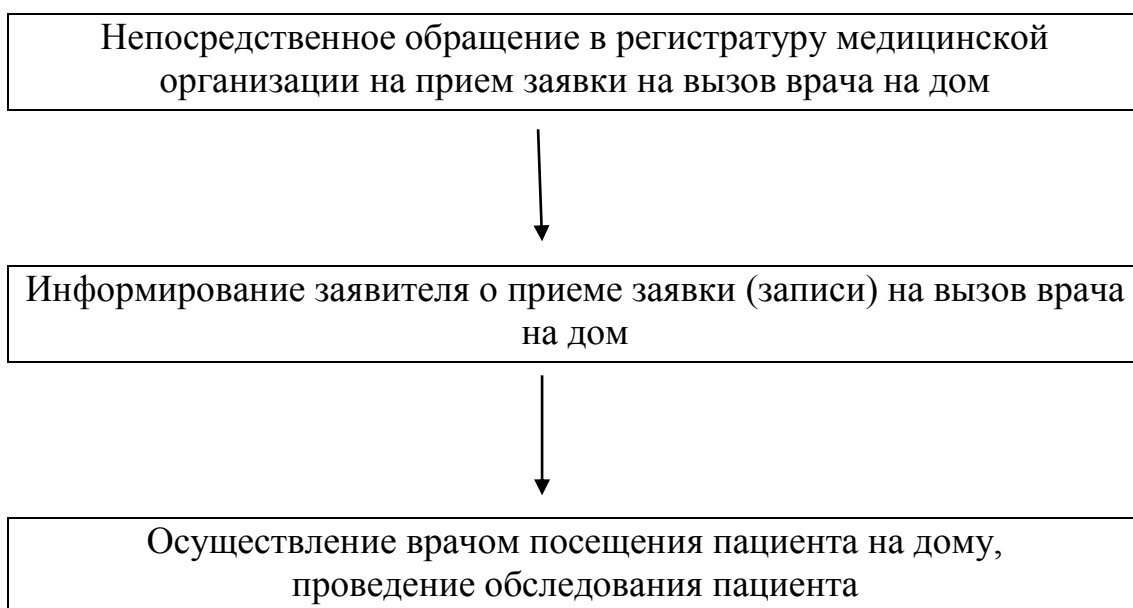 Непосредственное обращение в регистратуру медицинской
организации на прием заявки на вызов врача на дом
Информирование заявителя о приеме заявки (записи) на вызов врача
на дом
Осуществление врачом посещения пациента на дому,
проведение обследования пациента